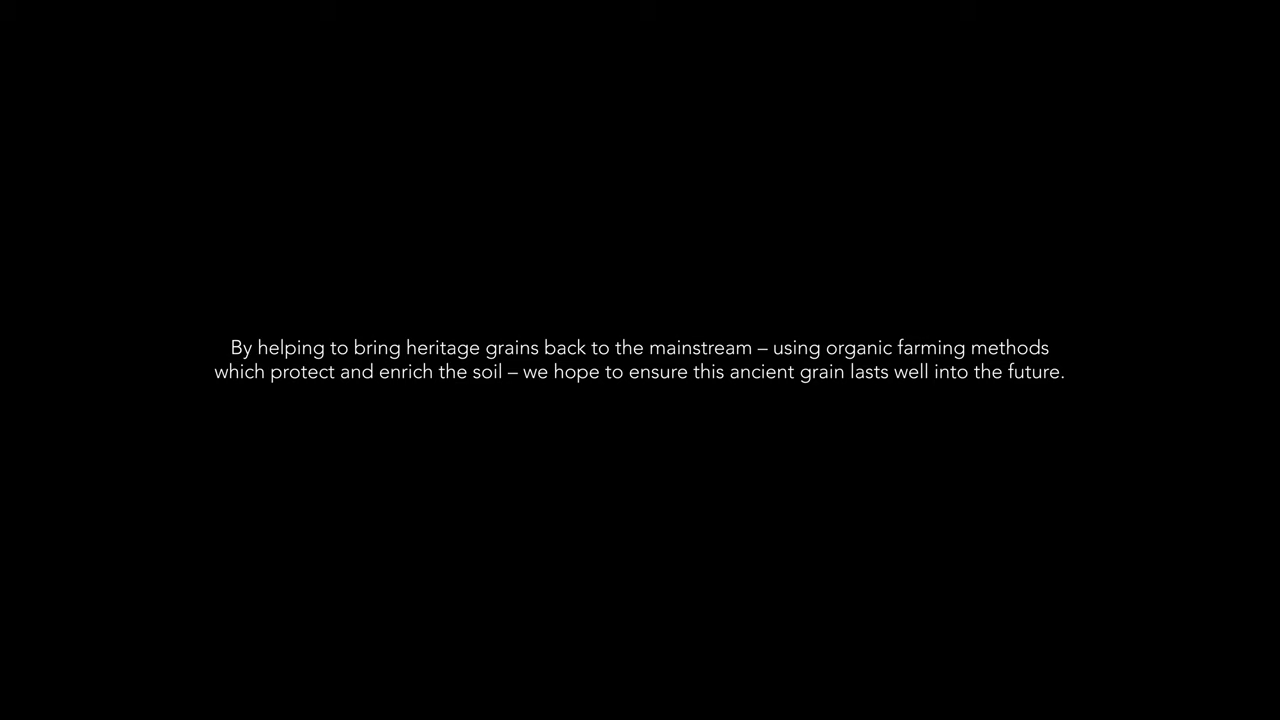 By helping to bring heritage grains back to the mainstream – using organic farming methods
which protect and enrich the soil – we hope to ensure this ancient grain lasts well into the future.